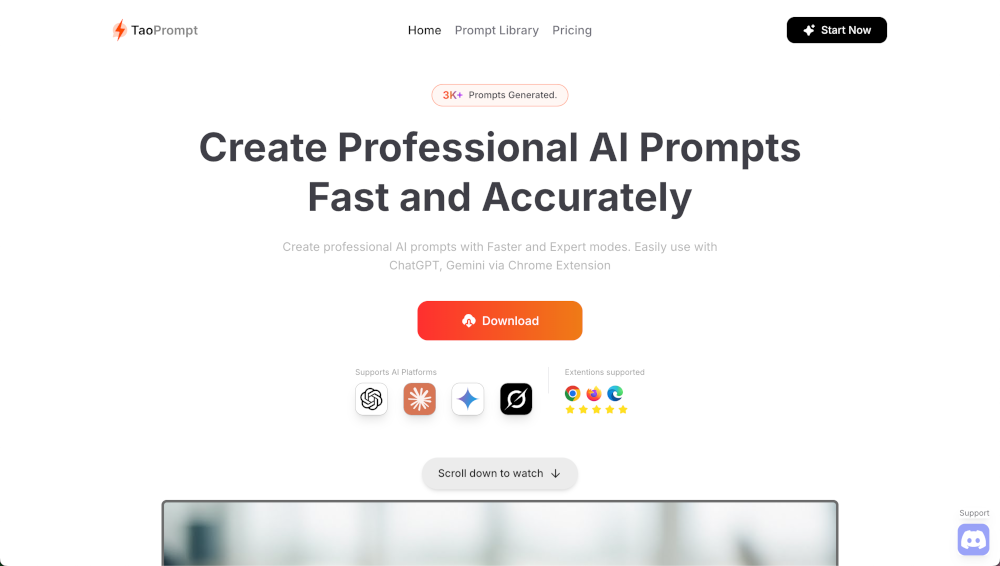 TaoPrompt
Home
Prompt Library
Pricing
Start Now
3K+ Prompts Generated.
Create Professional AI Prompts
Fast and Accurately
Create professional AI prompts with Faster and Expert modes. Easily use with
ChatGPT, Gemini via Chrome Extension
Download
Supports AI Platforms
Extentions supported
Scroll down to watch
Support